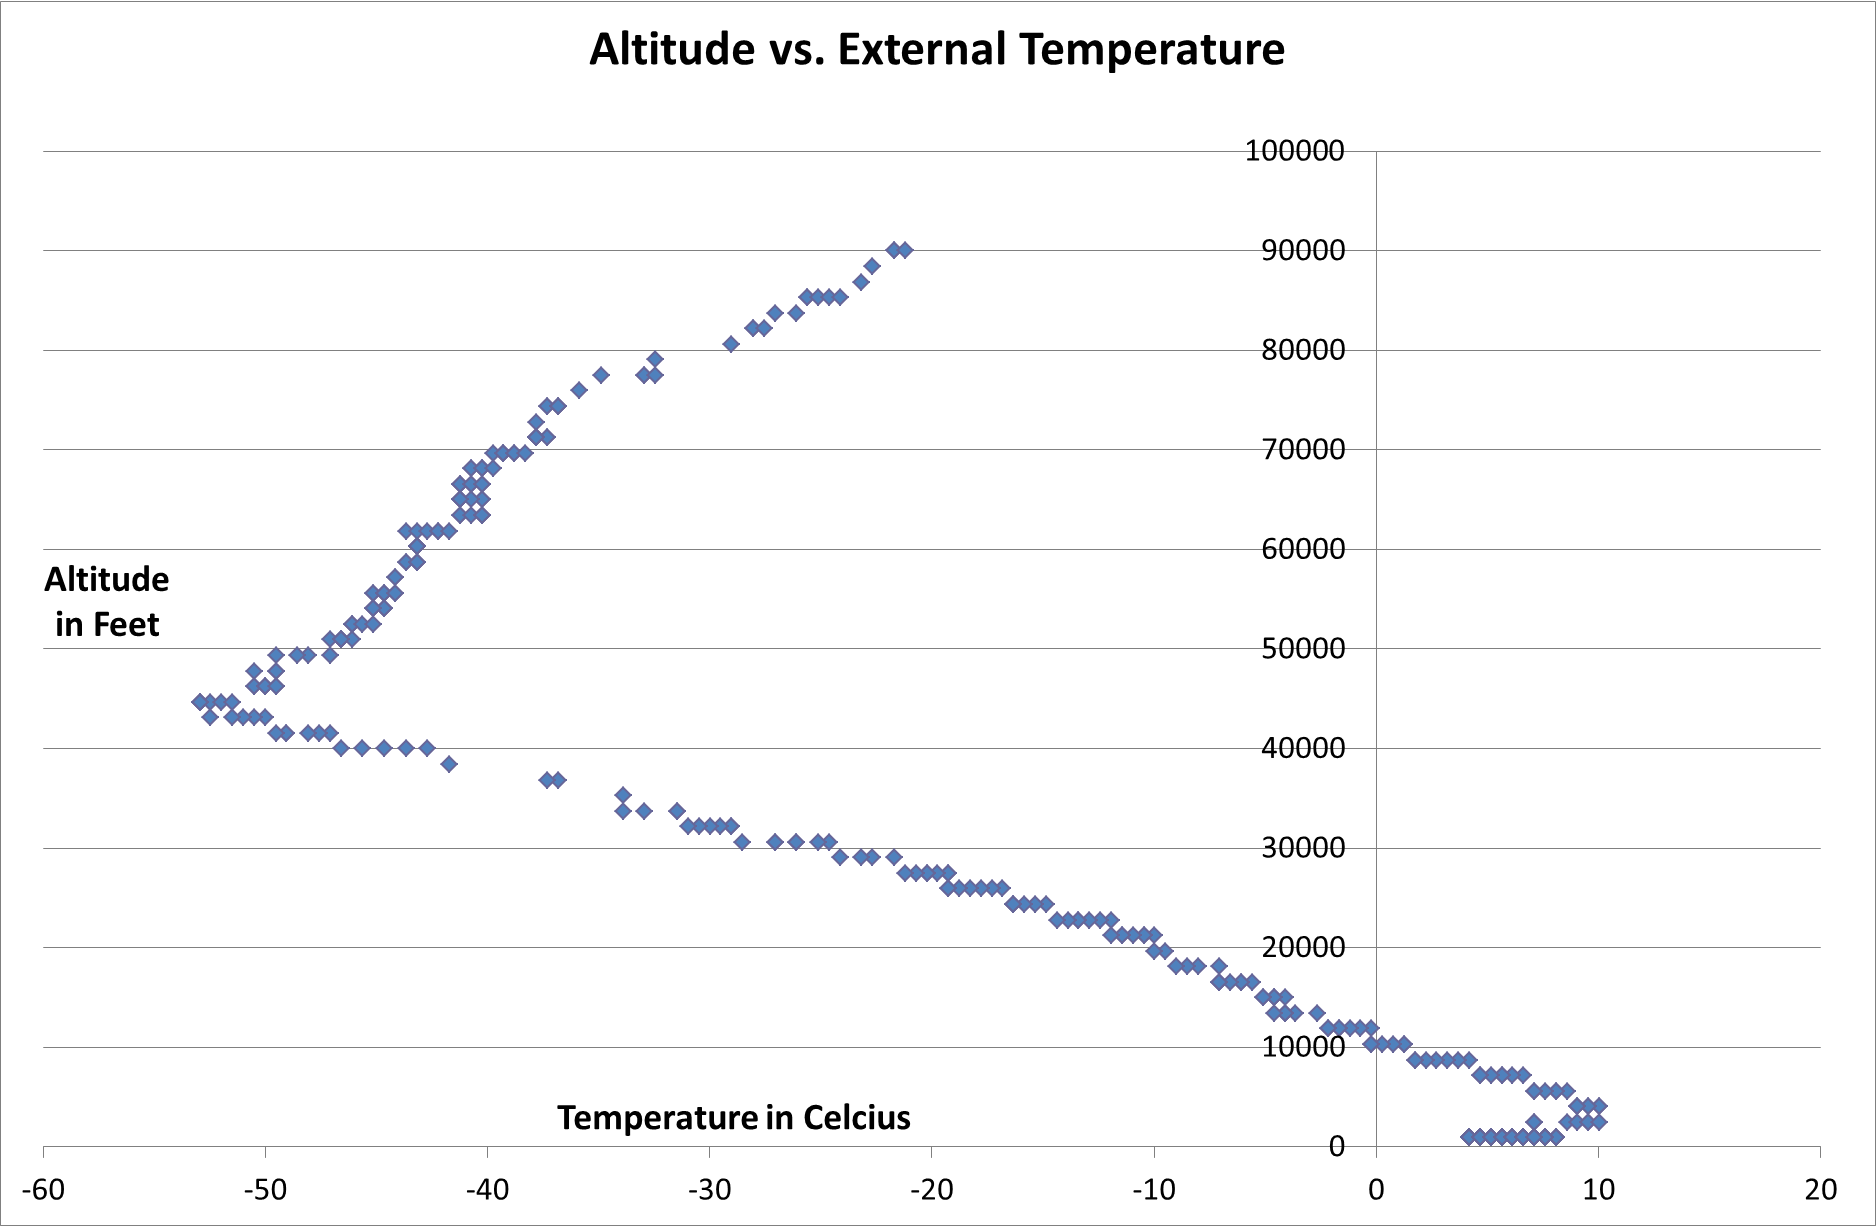 Altitude vs. External Temperature
100000
90000
80000
70000
60000
Altitude
in Feet
50000
40000
30000
20000
10000
Temperature in Celcius
0
-60 -50 -40 -30 -20 -10 0 10 20